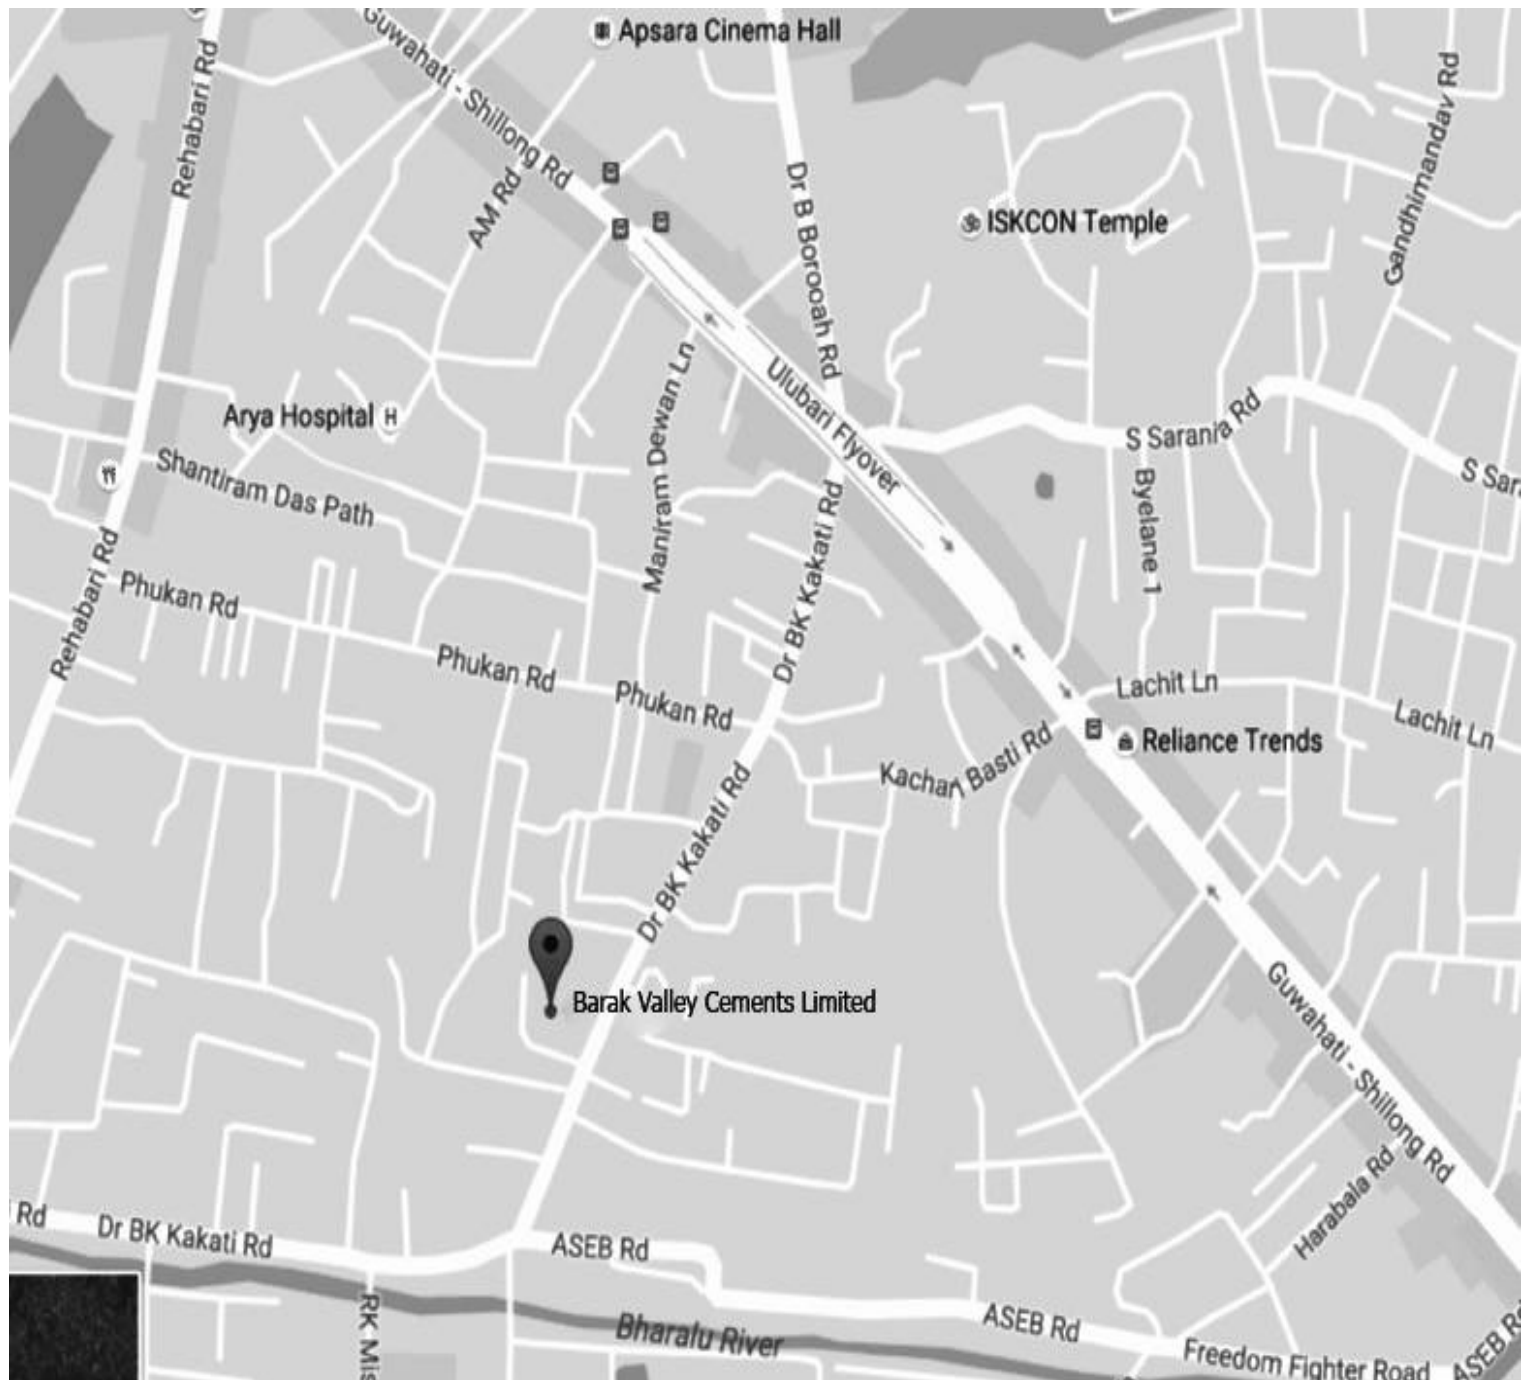 Guwahati - Shillong Rd
Apsara Cinema Hall
Rehabari Rd
AM Rd
Dr B Borooah Rd
ISKCON Temple
Gandhimandav Rd
Arya Hospital
H
Maniram Dewan Ln
Ulubari Flyover
S Sarania Rd
S Sara
Shantiram Das Path
Byelane 1
Dr BK Kakati Rd
Rehabari Rd
Phukan Rd
Phukan Rd
Phukan Rd
Lachit Ln
Lachit Ln
Kachari Basti Rd
Reliance Trends
Dr BK Kakati Rd
Barak Valley Cements Limited
Guwahati - Shillong Rd
Harabala Rd
Rd
Dr BK Kakati Rd
ASEB Rd
RK Mis
Bharalu River
ASEB Rd
Freedom Fighter Road
ASEB Rd